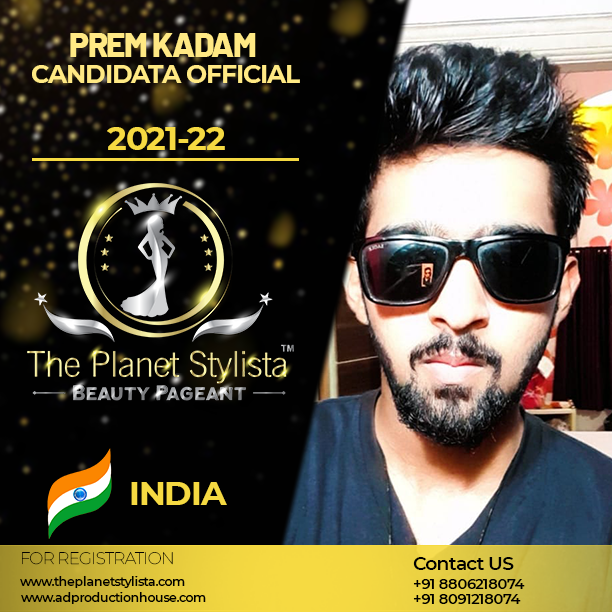 PREM KADAM
CANDIDATA OFFICIAL
2021-22
The Planet Stylista™
BEAUTY PAGEANT
INDIA
FOR REGISTRATION
www.theplanetstylista.com
www.adproductionhouse.com
Contact US
+91 8806218074
+91 8091218074